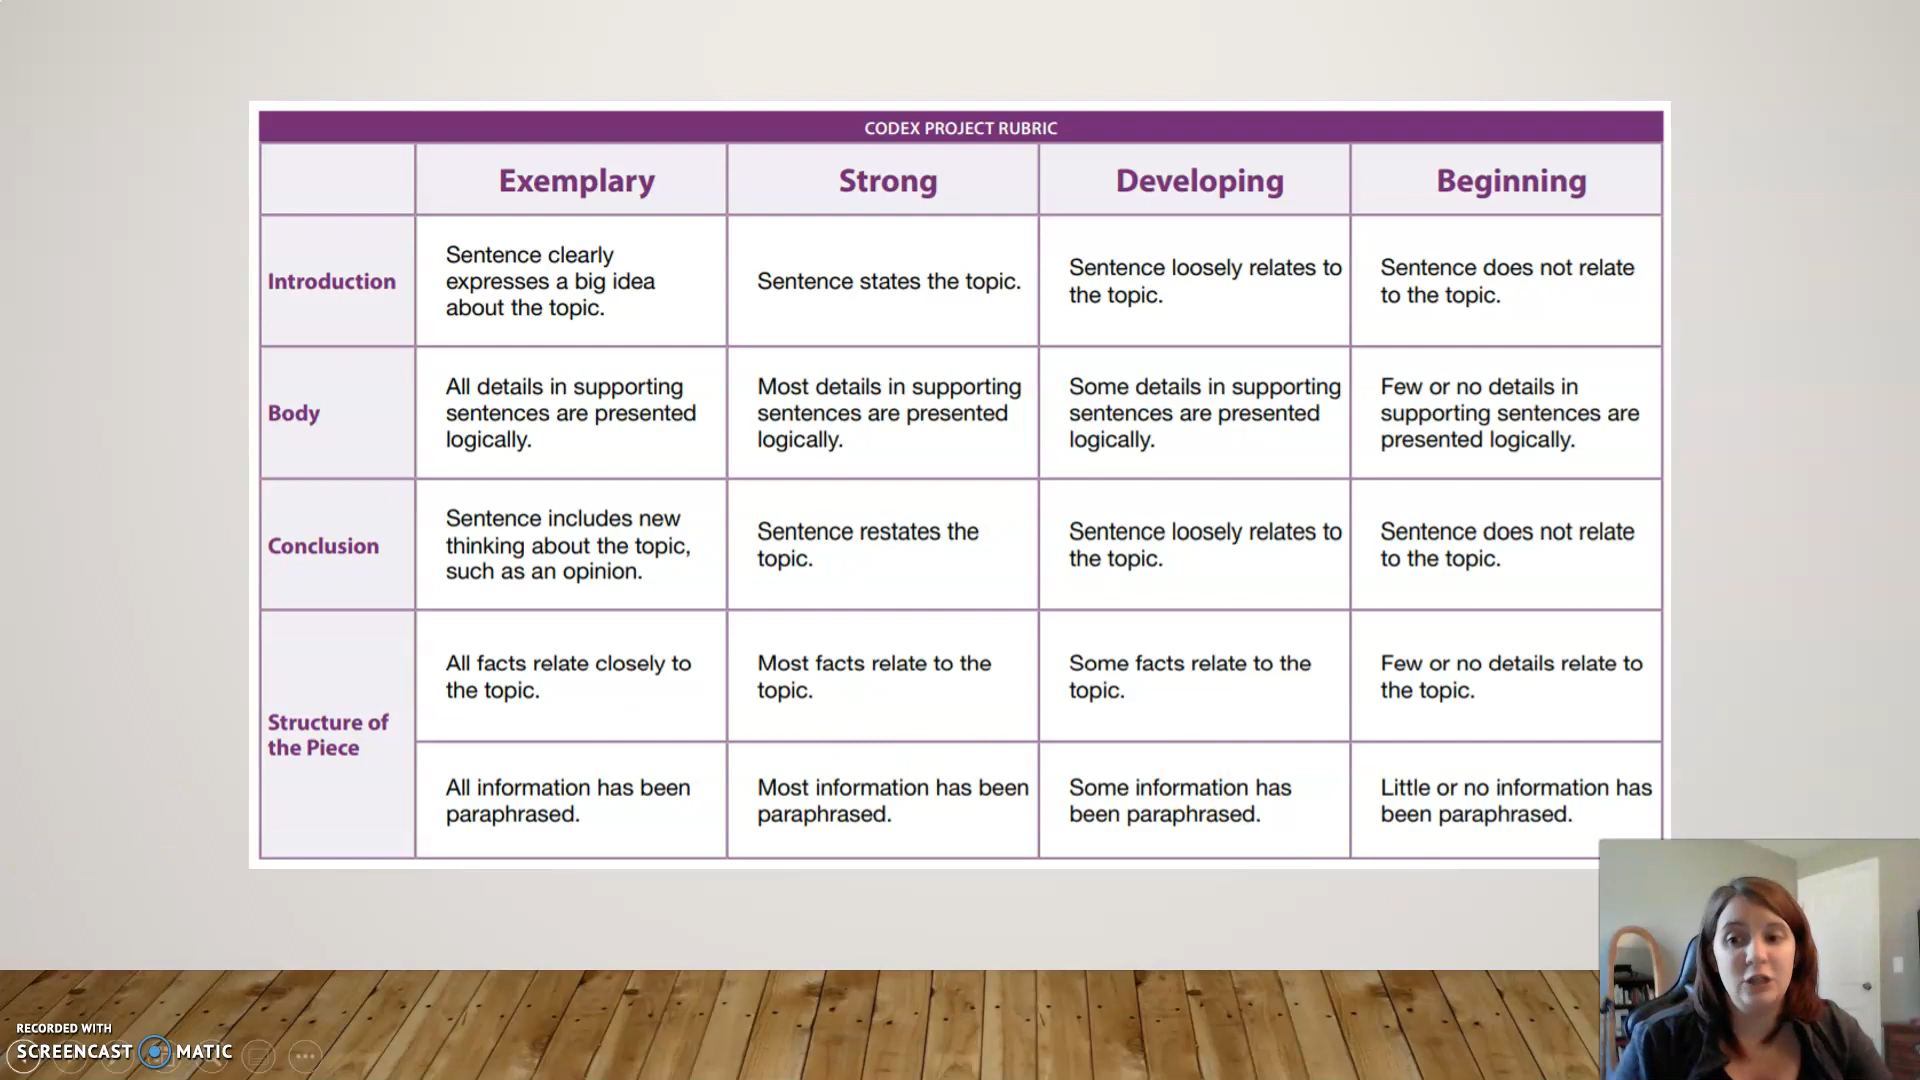 CODEX PROJECT RUBRIC
Exemplary Strong Developing Beginning
Introduction
Sentence clearly
expresses a big idea
about the topic.
Sentence states the topic.
Sentence loosely relates to
the topic.
Sentence does not relate
to the topic.
Body
All details in supporting
sentences are presented
logically.
Most details in supporting
sentences are presented
logically.
Some details in supporting
sentences are presented
logically.
Few or no details in
supporting sentences are
presented logically.
Conclusion
Sentence includes new
thinking about the topic,
such as an opinion.
Sentence restates the
topic.
Sentence loosely relates to
the topic.
Sentence does not relate
to the topic.
Structure of
the Piece
All facts relate closely to
the topic.
Most facts relate to the
topic.
Some facts relate to the
topic.
Few or no details relate to
the topic.
All information has been
paraphrased.
Most information has been
paraphrased.
Some information has
been paraphrased.
Little or no information has
been paraphrased.
RECORDED WITH
SCREENCAST MATIC